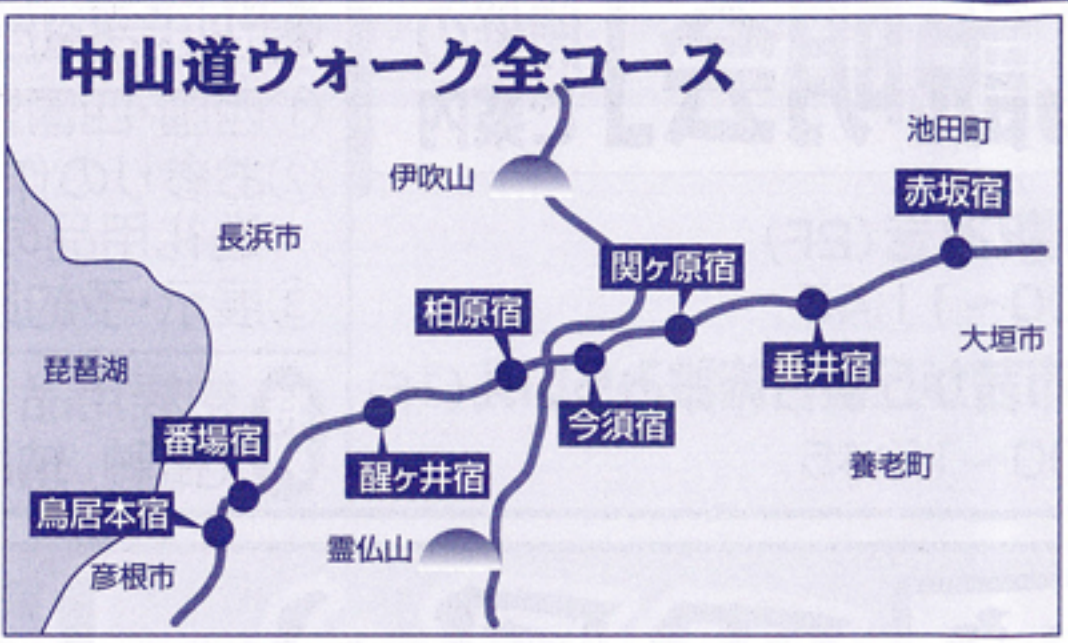 中山道ウォーク全コース
池田町
伊吹山
赤坂宿
長浜市
関ヶ原宿
柏原宿
大垣市
琵琶湖
垂井宿
今須宿
番場宿
養老町
醒ヶ井宿
鳥居本宿
霊仏山
彦根市